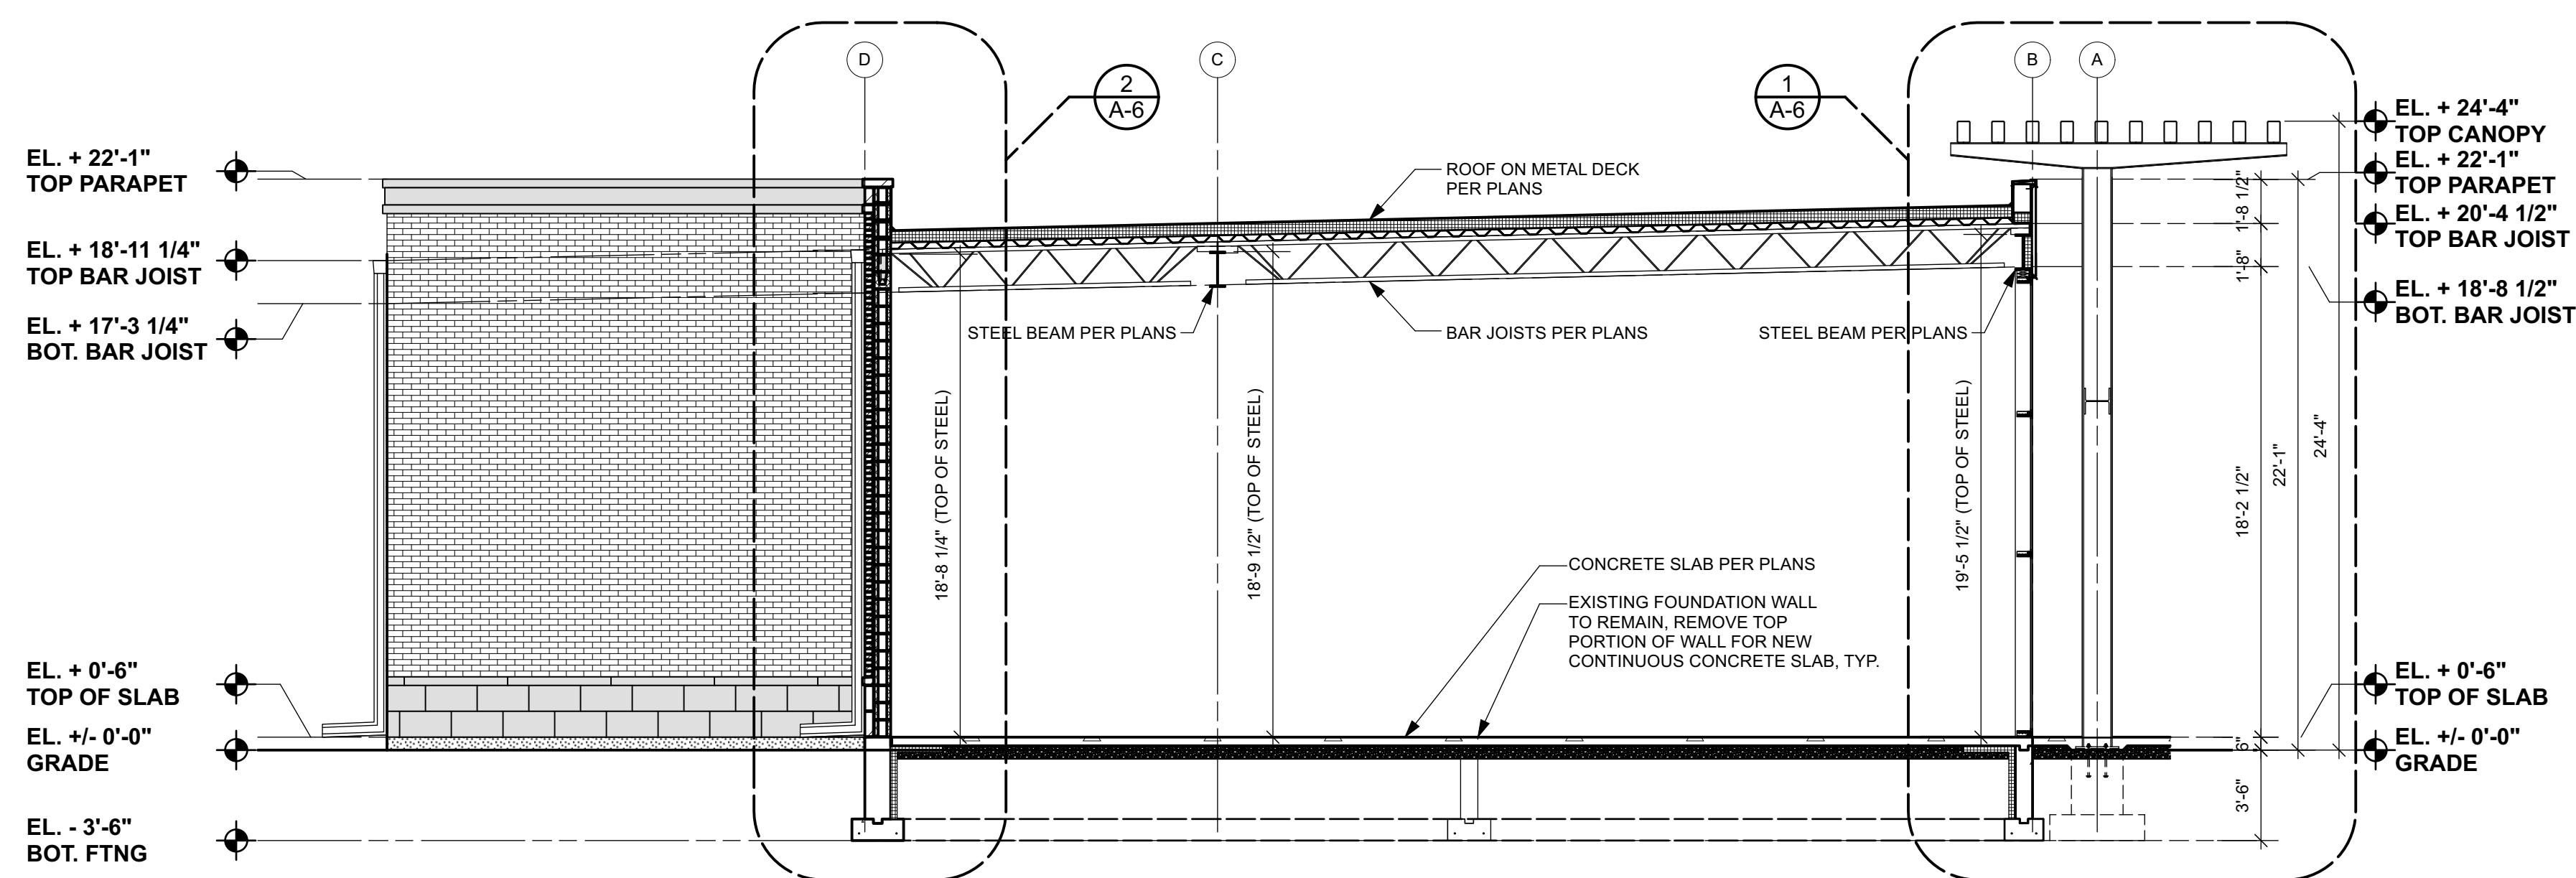 D
C
B
A
2
A-6
1
A-6
EL. + 22'-1"
TOP PARAPET
EL. + 18'-11 1/4"
TOP BAR JOIST
EL. + 17'-3 1/4"
BOT. BAR JOIST
EL. + 0'-6"
TOP OF SLAB
EL. +/- 0'-0"
GRADE
EL. - 3'-6"
BOT. FTNG
ROOF ON METAL DECK
PER PLANS
STEEL BEAM PER PLANS
BAR JOISTS PER PLANS
STEEL BEAM PER PLANS
18'-8 1/4" (TOP OF STEEL)
18'-9 1/2" (TOP OF STEEL)
19'-5 1/2" (TOP OF STEEL)
CONCRETE SLAB PER PLANS
EXISTING FOUNDATION WALL
TO REMAIN, REMOVE TOP
PORTION OF WALL FOR NEW
CONTINUOUS CONCRETE SLAB, TYP.
1'-8 1/2"
1'-8"
18'-2 1/2"
6"
3'-6"
22'-1"
24'-4"
EL. + 24'-4"
TOP CANOPY
EL. + 22'-1"
TOP PARAPET
EL. + 20'-4 1/2"
TOP BAR JOIST
EL. + 18'-8 1/2"
BOT. BAR JOIST
EL. + 0'-6"
TOP OF SLAB
EL. +/- 0'-0"
GRADE